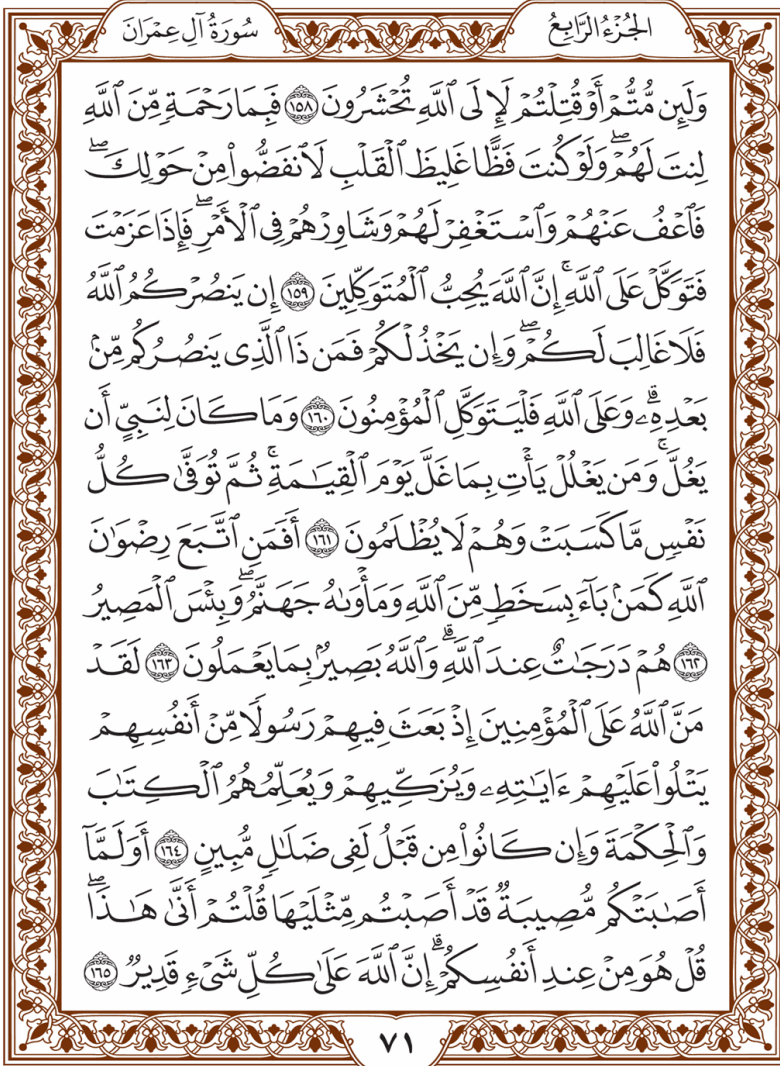 الجُزْءُ الرَّابِعُ
سُورَةُ آلِ عِمْرَانَ
وَلَئِن مُّتُّمْ أَوْ قُتِلْتُمْ لَإِلَى ٱللَّهِ تُحْشَرُونَ ١٥٨ فَبِمَا رَحْمَةٍ مِّنَ ٱللَّهِ
لِنتَ لَهُمْۖ وَلَوْ كُنتَ فَظًّا غَلِيظَ ٱلْقَلْبِ لَٱنفَضُّوا۟ مِنْ حَوْلِكَۖ
فَٱعْفُ عَنْهُمْ وَٱسْتَغْفِرْ لَهُمْ وَشَاوِرْهُمْ فِى ٱلْأَمْرِۖ فَإِذَا عَزَمْتَ
فَتَوَكَّلْ عَلَى ٱللَّهِۚ إِنَّ ٱللَّهَ يُحِبُّ ٱلْمُتَوَكِّلِينَ ١٥٩ إِن يَنصُرْكُمُ ٱللَّهُ
فَلَا غَالِبَ لَكُمْۖ وَإِن يَخْذُلْكُمْ فَمَن ذَا ٱلَّذِى يَنصُرُكُم مِّنۢ
بَعْدِهِۦۗ وَعَلَى ٱللَّهِ فَلْيَتَوَكَّلِ ٱلْمُؤْمِنُونَ ١٦٠ وَمَا كَانَ لِنَبِىٍّ أَن
يَغُلَّۚ وَمَن يَغْلُلْ يَأْتِ بِمَا غَلَّ يَوْمَ ٱلْقِيَـٰمَةِۚ ثُمَّ تُوَفَّىٰ كُلُّ
نَفْسٍ مَّا كَسَبَتْ وَهُمْ لَا يُظْلَمُونَ ١٦١ أَفَمَنِ ٱتَّبَعَ رِضْوَٰنَ
ٱللَّهِ كَمَنۢ بَآءَ بِسَخَطٍ مِّنَ ٱللَّهِ وَمَأْوَىٰهُ جَهَنَّمُۖ وَبِئْسَ ٱلْمَصِيرُ
١٦٢ هُمْ دَرَجَـٰتٌ عِندَ ٱللَّهِۗ وَٱللَّهُ بَصِيرٌۢ بِمَا يَعْمَلُونَ ١٦٣ لَقَدْ
مَنَّ ٱللَّهُ عَلَى ٱلْمُؤْمِنِينَ إِذْ بَعَثَ فِيهِمْ رَسُولًا مِّنْ أَنفُسِهِمْ
يَتْلُوا۟ عَلَيْهِمْ ءَايَـٰتِهِۦ وَيُزَكِّيهِمْ وَيُعَلِّمُهُمُ ٱلْكِتَـٰبَ
وَٱلْحِكْمَةَ وَإِن كَانُوا۟ مِن قَبْلُ لَفِى ضَلَـٰلٍ مُّبِينٍ ١٦٤ أَوَلَمَّآ
أَصَـٰبَتْكُم مُّصِيبَةٌ قَدْ أَصَبْتُم مِّثْلَيْهَا قُلْتُمْ أَنَّىٰ هَـٰذَاۖ
قُلْ هُوَ مِنْ عِندِ أَنفُسِكُمْۗ إِنَّ ٱللَّهَ عَلَىٰ كُلِّ شَىْءٍ قَدِيرٌ ١٦٥
٧١